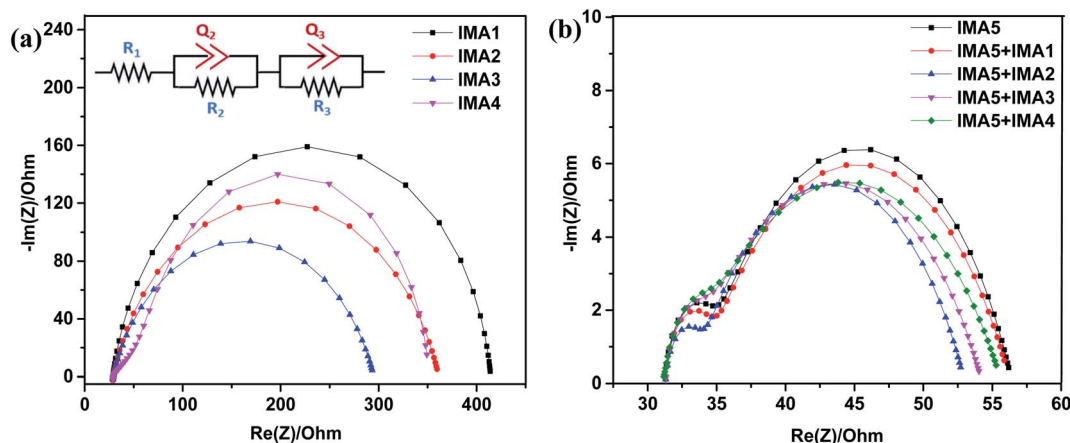 (a)
R1
Q2
R2
Q3
R3
IMA1
IMA2
IMA3
IMA4
240
200
160
120
80
40
0
-Im(Z)/Ohm
0 100 200 300 400
Re(Z)/Ohm
(b)
IMA5
IMA5+IMA1
IMA5+IMA2
IMA5+IMA3
IMA5+IMA4
10
8
6
4
2
0
-Im(Z)/Ohm
30 35 40 45 50 55 60
Re(Z)/Ohm